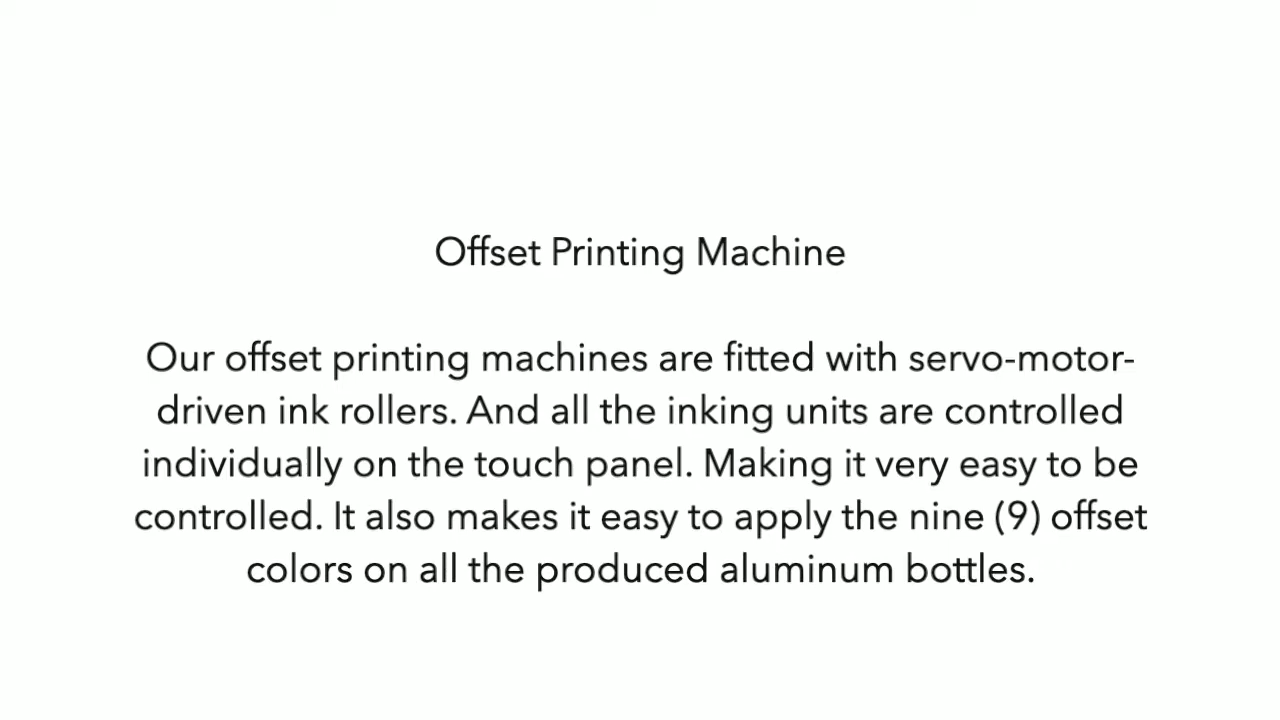 Offset Printing Machine
Our offset printing machines are fitted with servo-motor-
driven ink rollers. And all the inking units are controlled
individually on the touch panel. Making it very easy to be
controlled. It also makes it easy to apply the nine (9) offset
colors on all the produced aluminum bottles.